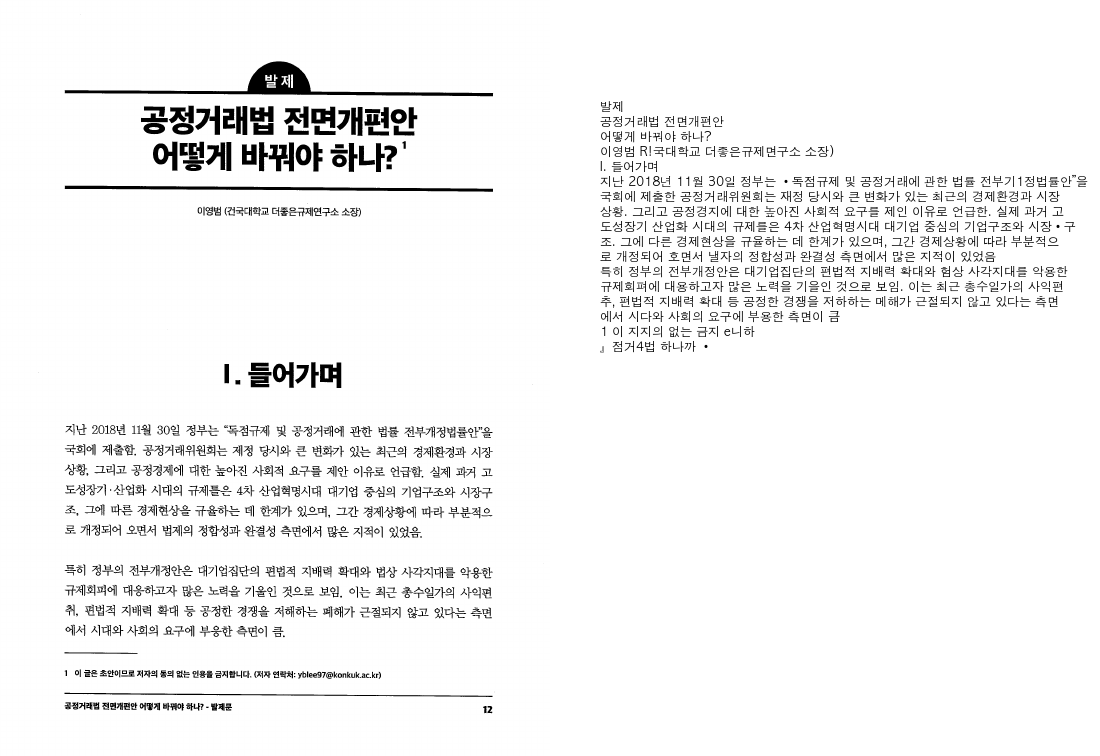 발제
공정거래법 전면개편안
어떻게 바꿔야 하나?1
이영범 (건국대학교 더좋은규제연구소 소장)
I. 들어가며
지난 2018년 11월 30일 정부는 “독점규제 및 공정거래에 관한 법률 전부개정법률안”을
국회에 제출함. 공정거래위원회는 제정 당시와 큰 변화가 있는 최근의 경제환경과 시장
상황, 그리고 공정경제에 대한 높아진 사회적 요구를 제안 이유로 언급함. 실제 과거 고
도성장기·산업화 시대의 규제틀은 4차 산업혁명시대 대기업 중심의 기업구조와 시장구
조, 그에 따른 경제현상을 규율하는 데 한계가 있으며, 그간 경제상황에 따라 부분적으
로 개정되어 오면서 법제의 정합성과 완결성 측면에서 많은 지적이 있었음.
특히 정부의 전부개정안은 대기업집단의 편법적 지배력 확대와 법상 사각지대를 악용한
규제회피에 대응하고자 많은 노력을 기울인 것으로 보임. 이는 최근 총수일가의 사익편
취, 편법적 지배력 확대 등 공정한 경쟁을 저해하는 폐해가 근절되지 않고 있다는 측면
에서 시대와 사회의 요구에 부응한 측면이 큼.
1 이 글은 초안이므로 저자의 동의 없는 인용을 금지합니다. (저자 연락처: yblee97@konkuk.ac.kr)
공정거래법 전면개편안 어떻게 바꿔야 하나? - 발제문 12
발제
공정거래법 전면개편안
어떻게 바꿔야 하나?
이영범 R!국대학교 더좋은규제면구소 소장)
I. 들어가며
지난 2018년 11월 30일 정부는 •독점규제 및 공정거래에 관한 법률 전부기1정법률안”을
국회에 제출한 공정거래위원회는 재정 당시와 큰 변화가 있는 최근의 경제환경과 시장
상황. 그리고 공정경지에 대한 높아진 사회적 요구를 제인 이유로 언급한. 실제 과거 고
도성장기 산업화 시대의 규제를은 4차 산업혁명시대 대기업 중심의 기업구조와 시장•구
조. 그에 다른 경제현상을 규율하는 데 한계가 있으며, 그간 경제상황에 따라 부분적으
로 개정되어 호면서 낼자의 정합성과 완결성 측면에서 많은 지적이 있었음
특히 정부의 전부개정안은 대기업집단의 편법적 지배력 확대와 험상 사각지대를 악용한
규제회펴에 대용하고자 많은 노력을 기울인 것으로 보임. 이는 최근 총수일가의 사익편
추, 편법적 지배력 확대 등 공정한 경쟁을 저하하는 메해가 근절되지 않고 있다는 측면
에서 시다와 사회의 요구에 부용한 측면이 큼
1 이 지지의 없는 금지 e니하
』 점거4법 하나까 •